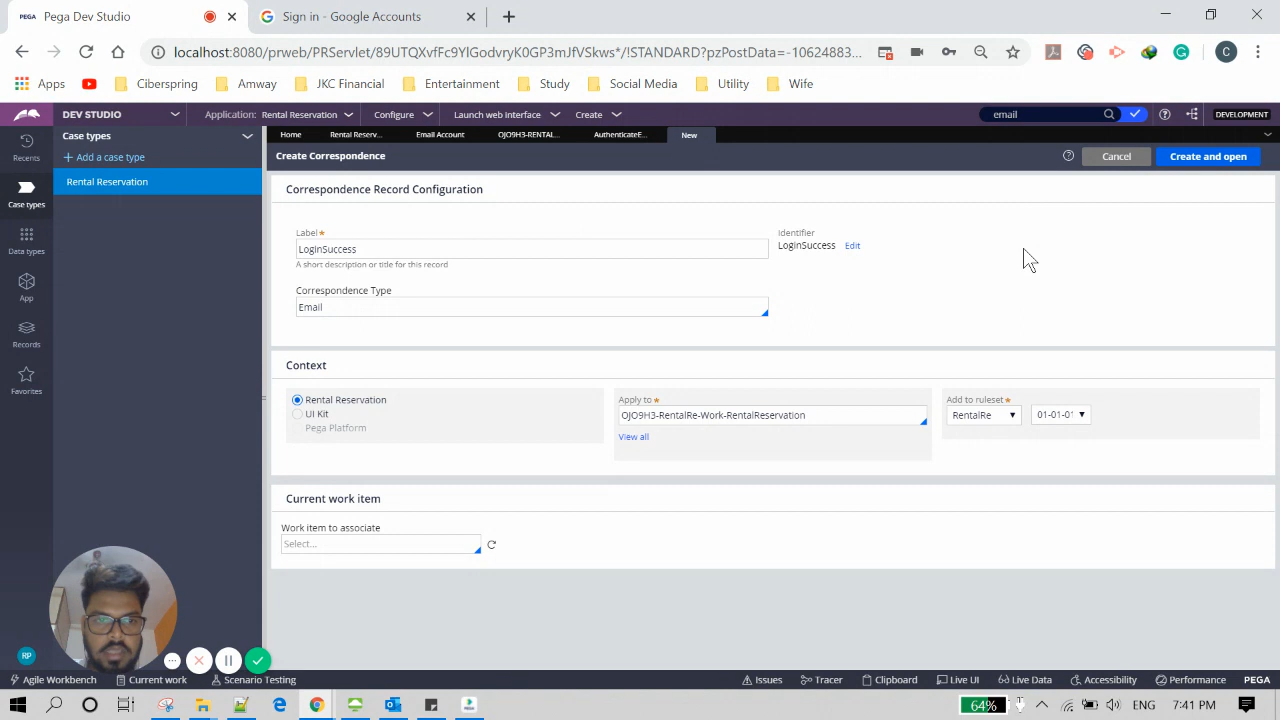 PEGA Pega Dev Studio
Sign in - Google Accounts
localhost:8080/prweb/PRServlet/89UTQXvfFc9YlGodvryK0GP3mJfVSkws*/!STANDARD?pzPostData=-10624883...
Apps
Ciberspring
Amway
JKC Financial
Entertainment
Study
Social Media
Utility
Wife
C
DEV STUDIO
Application: Rental Reservation
Configure
Launch web interface
Create
email
DEVELOPMENT
Recents
Case types
Data types
App
Records
Favorites
RP
Case types
+ Add a case type
Rental Reservation
Home
Rental Reserv...
Email Account
OJO9H3-RENTAL...
AuthenticateE...
New
Create Correspondence
Cancel
Create and open
Correspondence Record Configuration
Label
LoginSuccess
A short description or title for this record
Identifier
LoginSuccess Edit
Correspondence Type
Email
Context
Rental Reservation
UI Kit
Pega Platform
Apply to
OJO9H3-RentalRe-Work-RentalReservation
View all
Add to ruleset
RentalRe
01-01-01
Current work item
Work item to associate
Select...
Agile Workbench
Current work
Scenario Testing
Issues
Tracer
Clipboard
Live UI
Live Data
Accessibility
Performance
PEGA
64%
ENG
7:41 PM